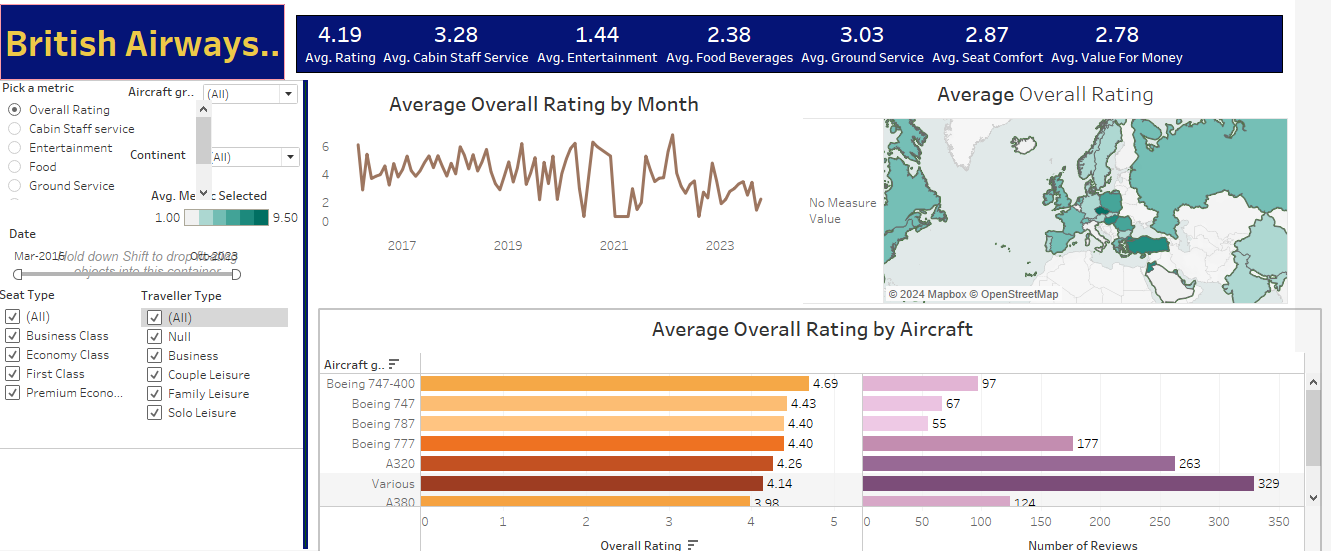 British Airways..
4.19 3.28 1.44 2.38 3.03 2.87 2.78
Avg. Rating Avg. Cabin Staff Service Avg. Entertainment Avg. Food Beverages Avg. Ground Service Avg. Seat Comfort Avg. Value For Money
Pick a metric
Overall Rating
Cabin Staff service
Entertainment
Food
Ground Service
Aircraft gr.. (All)
Continent (All)
Avg. Metric Selected
1.00 9.50
Date
Mar-2016 Oct-2023
Hold down Shift to drop floating
objects into this container
Seat Type
(All)
Business Class
Economy Class
First Class
Premium Econo...
Traveller Type
(All)
Null
Business
Couple Leisure
Family Leisure
Solo Leisure
Average Overall Rating by Month
6
4
2
0
2017 2019 2021 2023
Average Overall Rating
No Measure
Value
© 2024 Mapbox © OpenStreetMap
Average Overall Rating by Aircraft
Aircraft g..
Boeing 747-400 4.69 97
Boeing 747 4.43 67
Boeing 787 4.40 55
Boeing 777 4.40 177
A320 4.26 263
Various 4.14 329
A380 3.98 124
0 1 2 3 4 5 0 50 100 150 200 250 300 350
Overall Rating Number of Reviews